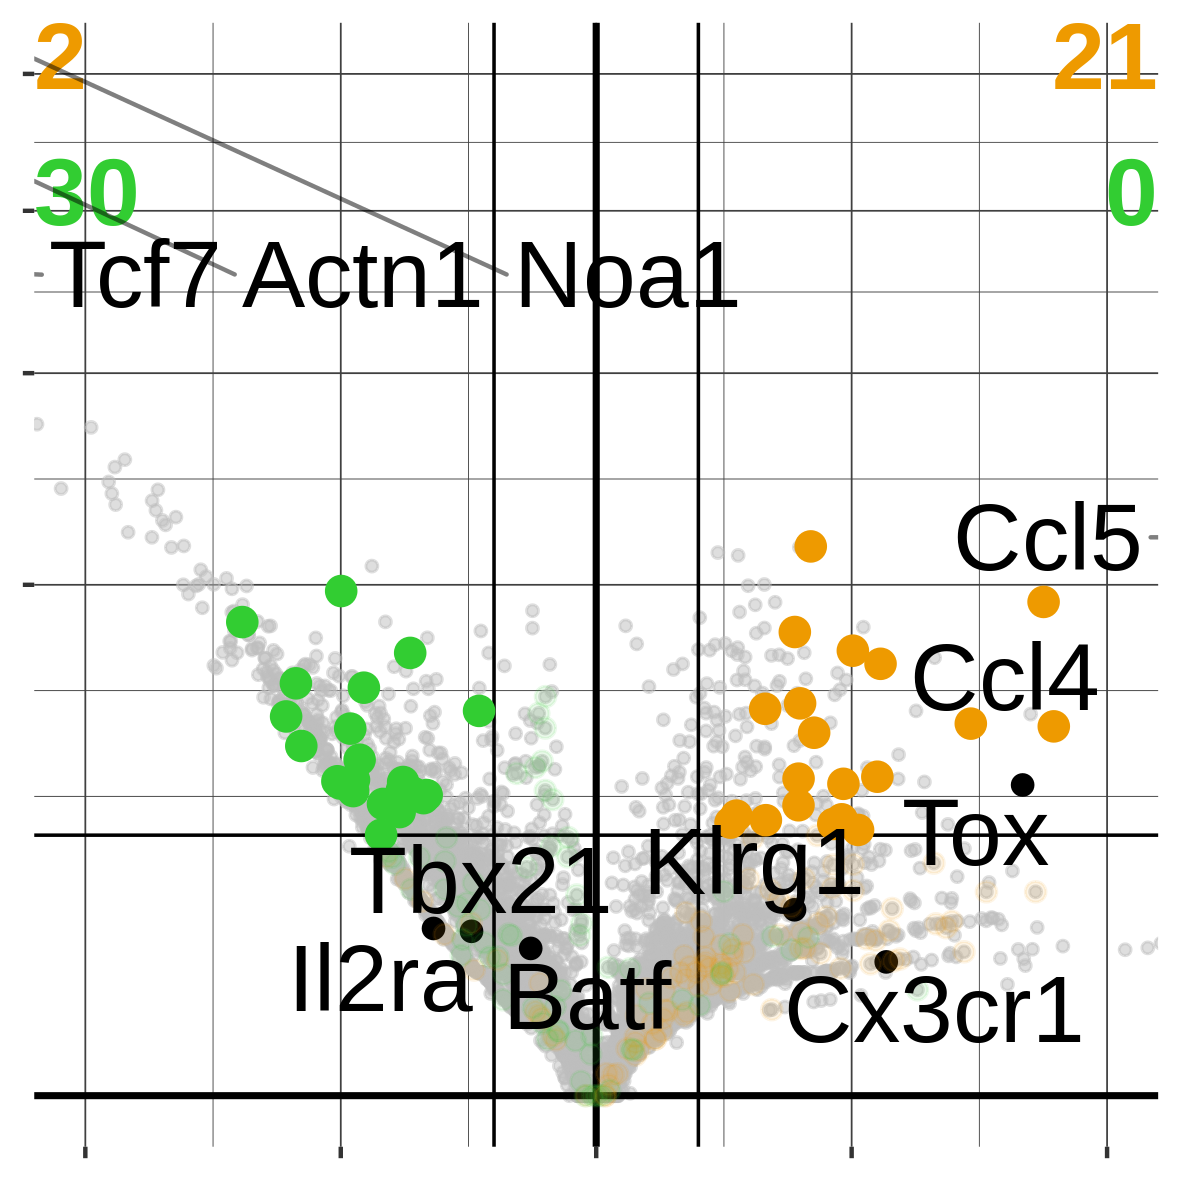 2 21
30 0
Tcf7 Actn1 Noa1
Ccl5
Ccl4
Tox
Klrg1
Tbx21
Il2ra
Batf
Cx3cr1